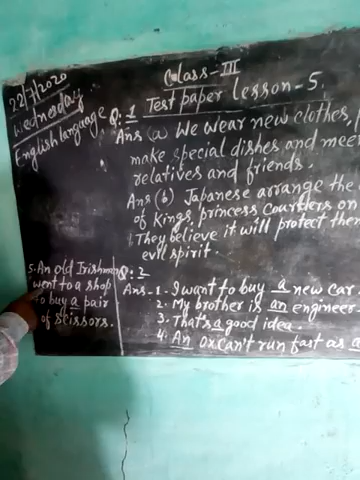 22/7/2020
Wednesday
English language
Class-III
Test paper lesson-5.
Q:1
Ans (a) We wear new clothes,
make special dishes and mee
relatives and friends.
Ans (b) Japanese arrange the
of Kings, princess Courders on
They believe it will protect them
evil spirit.
Q:2
Ans-1. I want to buy a new car.
2. My brother is an engineer.
3. That's a good idea.
4. An ox can't run fast as a
5. An old Irishman
went to a shop
to buy a pair
of scissors.